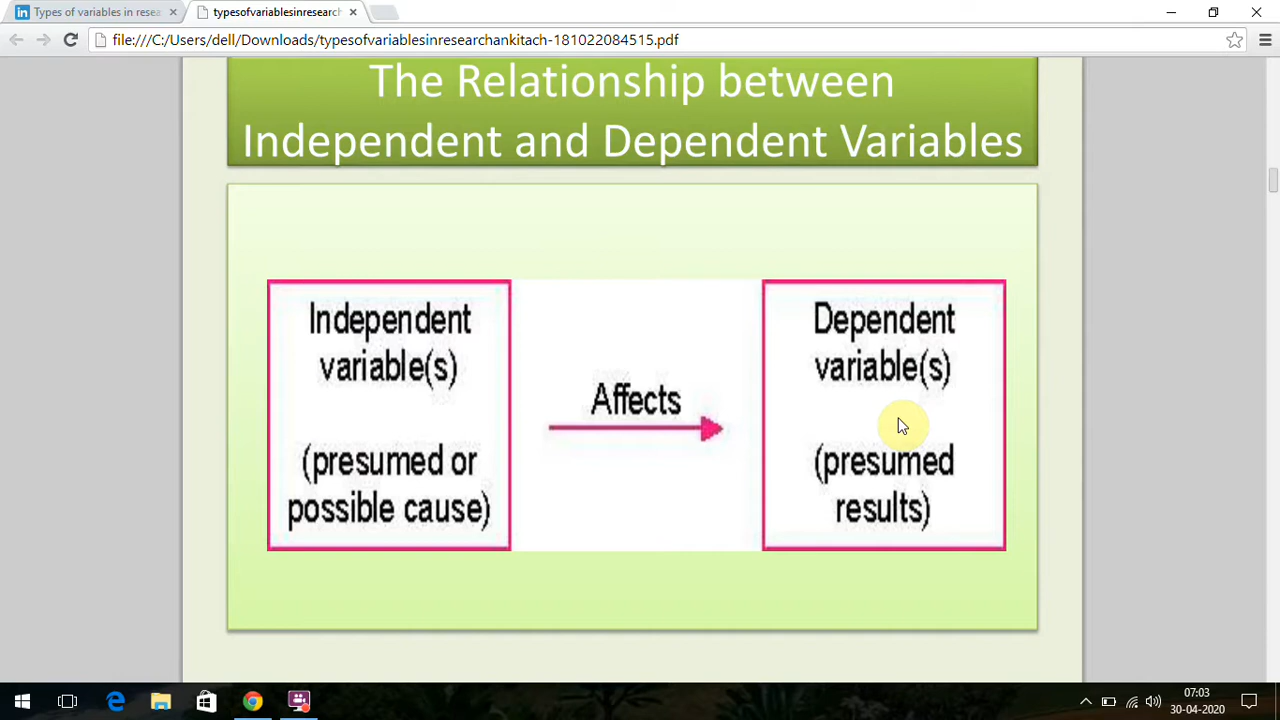 Types of variables in resea
typesofvariablesinresearch
file:///C:/Users/dell/Downloads/typesofvariablesinresearchankitach-181022084515.pdf
The Relationship between
Independent and Dependent Variables
Independent
variable(s)
(presumed or
possible cause)
Affects
Dependent
variable(s)
(presumed
results)
07:03
30-04-2020